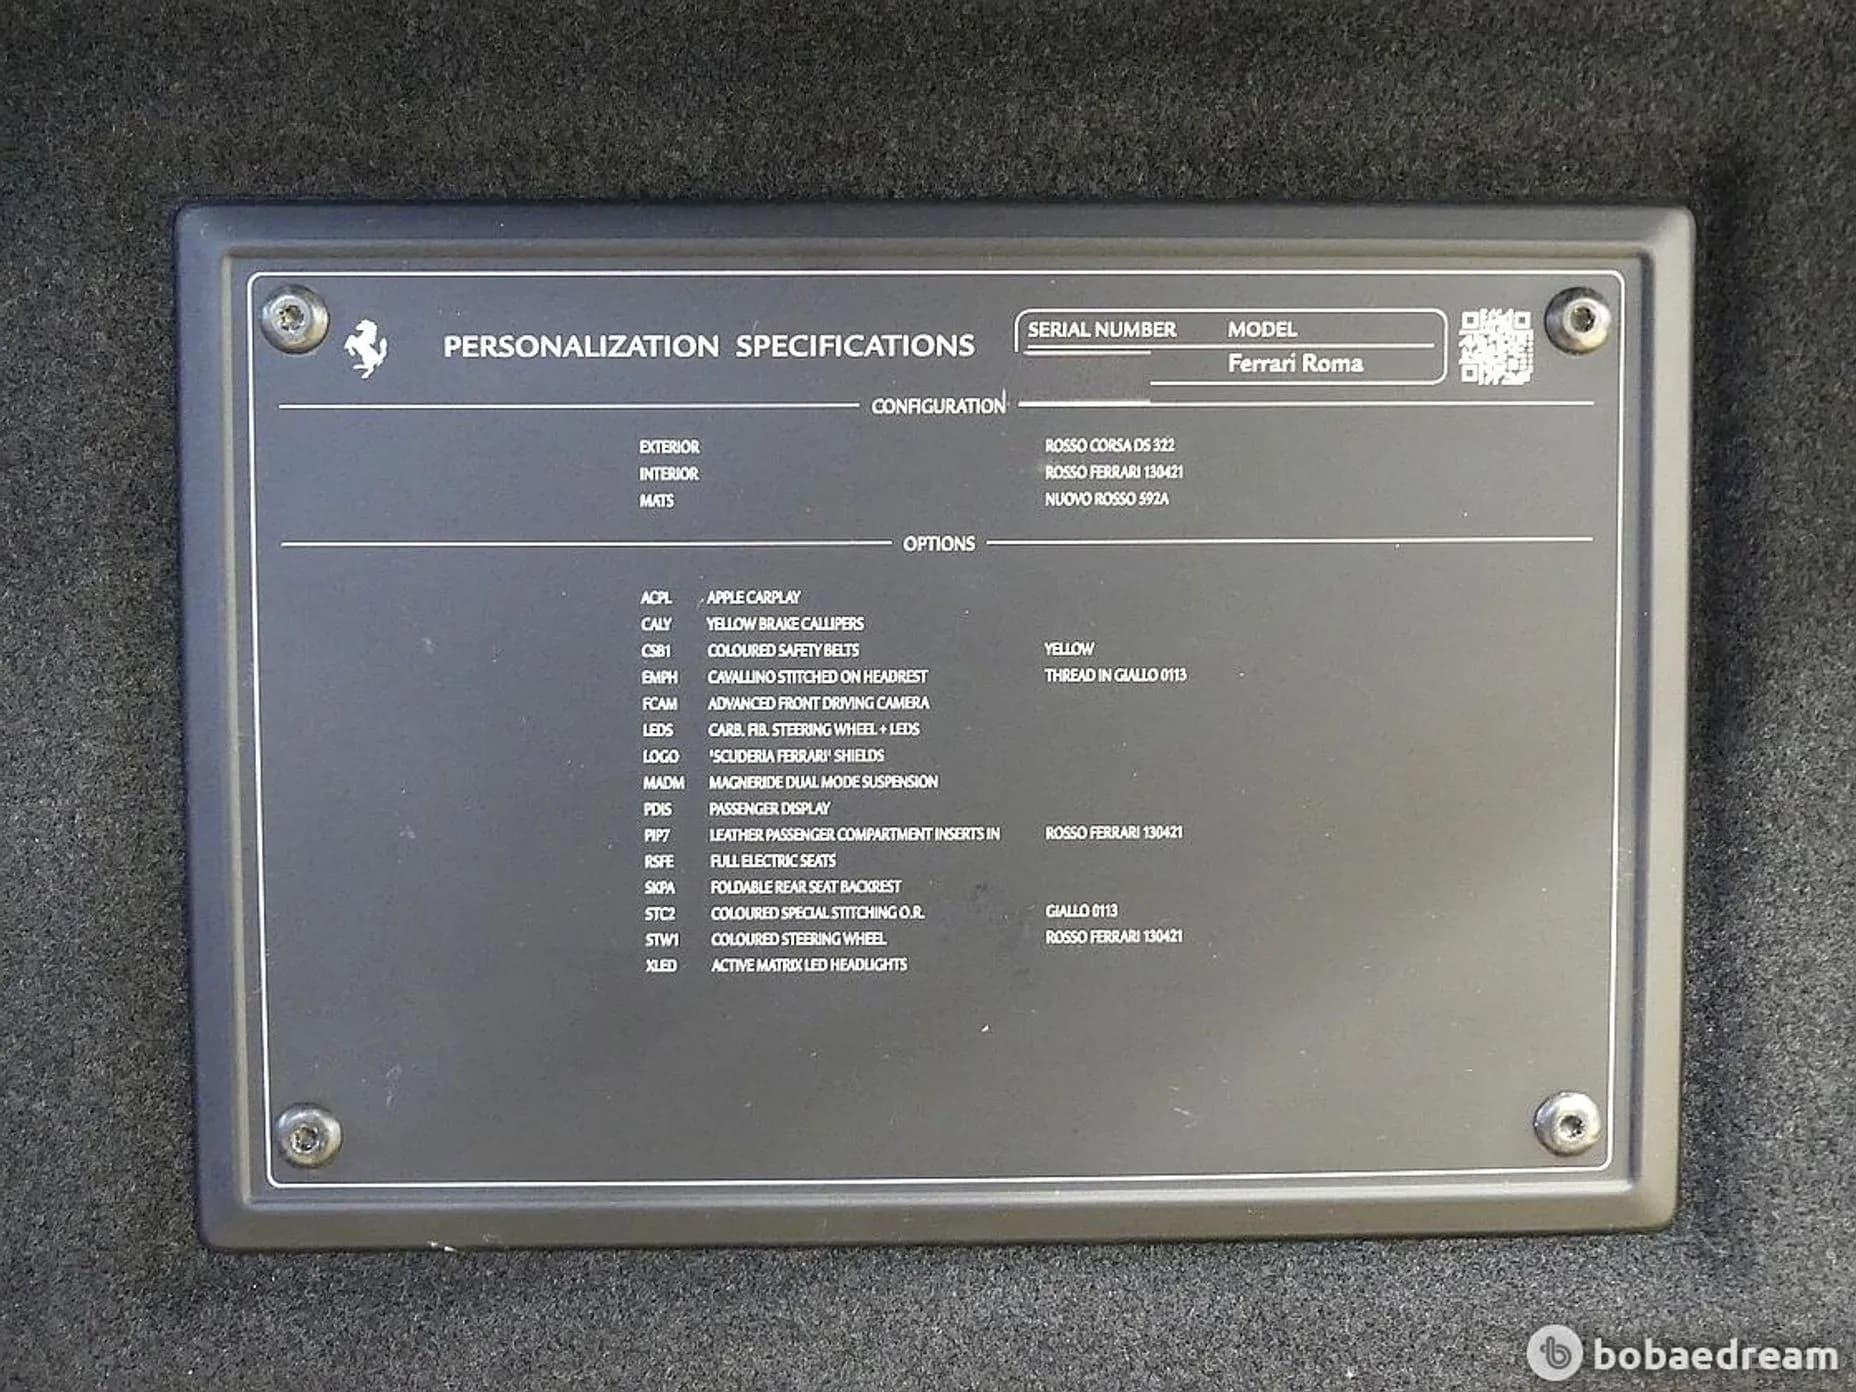 PERSONALIZATION SPECIFICATIONS
SERIAL NUMBER MODEL
Ferrari Roma
CONFIGURATION
EXTERIOR ROSSO CORSA DS 322
INTERIOR ROSSO FERRARI 130421
MATS NUOVO ROSSO 592A
OPTIONS
ACPL APPLE CARPLAY
CALY YELLOW BRAKE CALLIPERS
CSB1 COLOURED SAFETY BELTS YELLOW
EMPH CAVALLINO STITCHED ON HEADREST THREAD IN GIALLO 0113
FCAM ADVANCED FRONT DRIVING CAMERA
LEDS CARB. FIB. STEERING WHEEL + LEDS
LOGO 'SCUDERIA FERRARI' SHIELDS
MADM MAGNERIDE DUAL MODE SUSPENSION
PDIS PASSENGER DISPLAY
PIP7 LEATHER PASSENGER COMPARTMENT INSERTS IN ROSSO FERRARI 130421
RSFE FULL ELECTRIC SEATS
SKPA FOLDABLE REAR SEAT BACKREST
STC2 COLOURED SPECIAL STITCHING O.R. GIALLO 0113
STW1 COLOURED STEERING WHEEL ROSSO FERRARI 130421
XLED ACTIVE MATRIX LED HEADLIGHTS
bobaedream